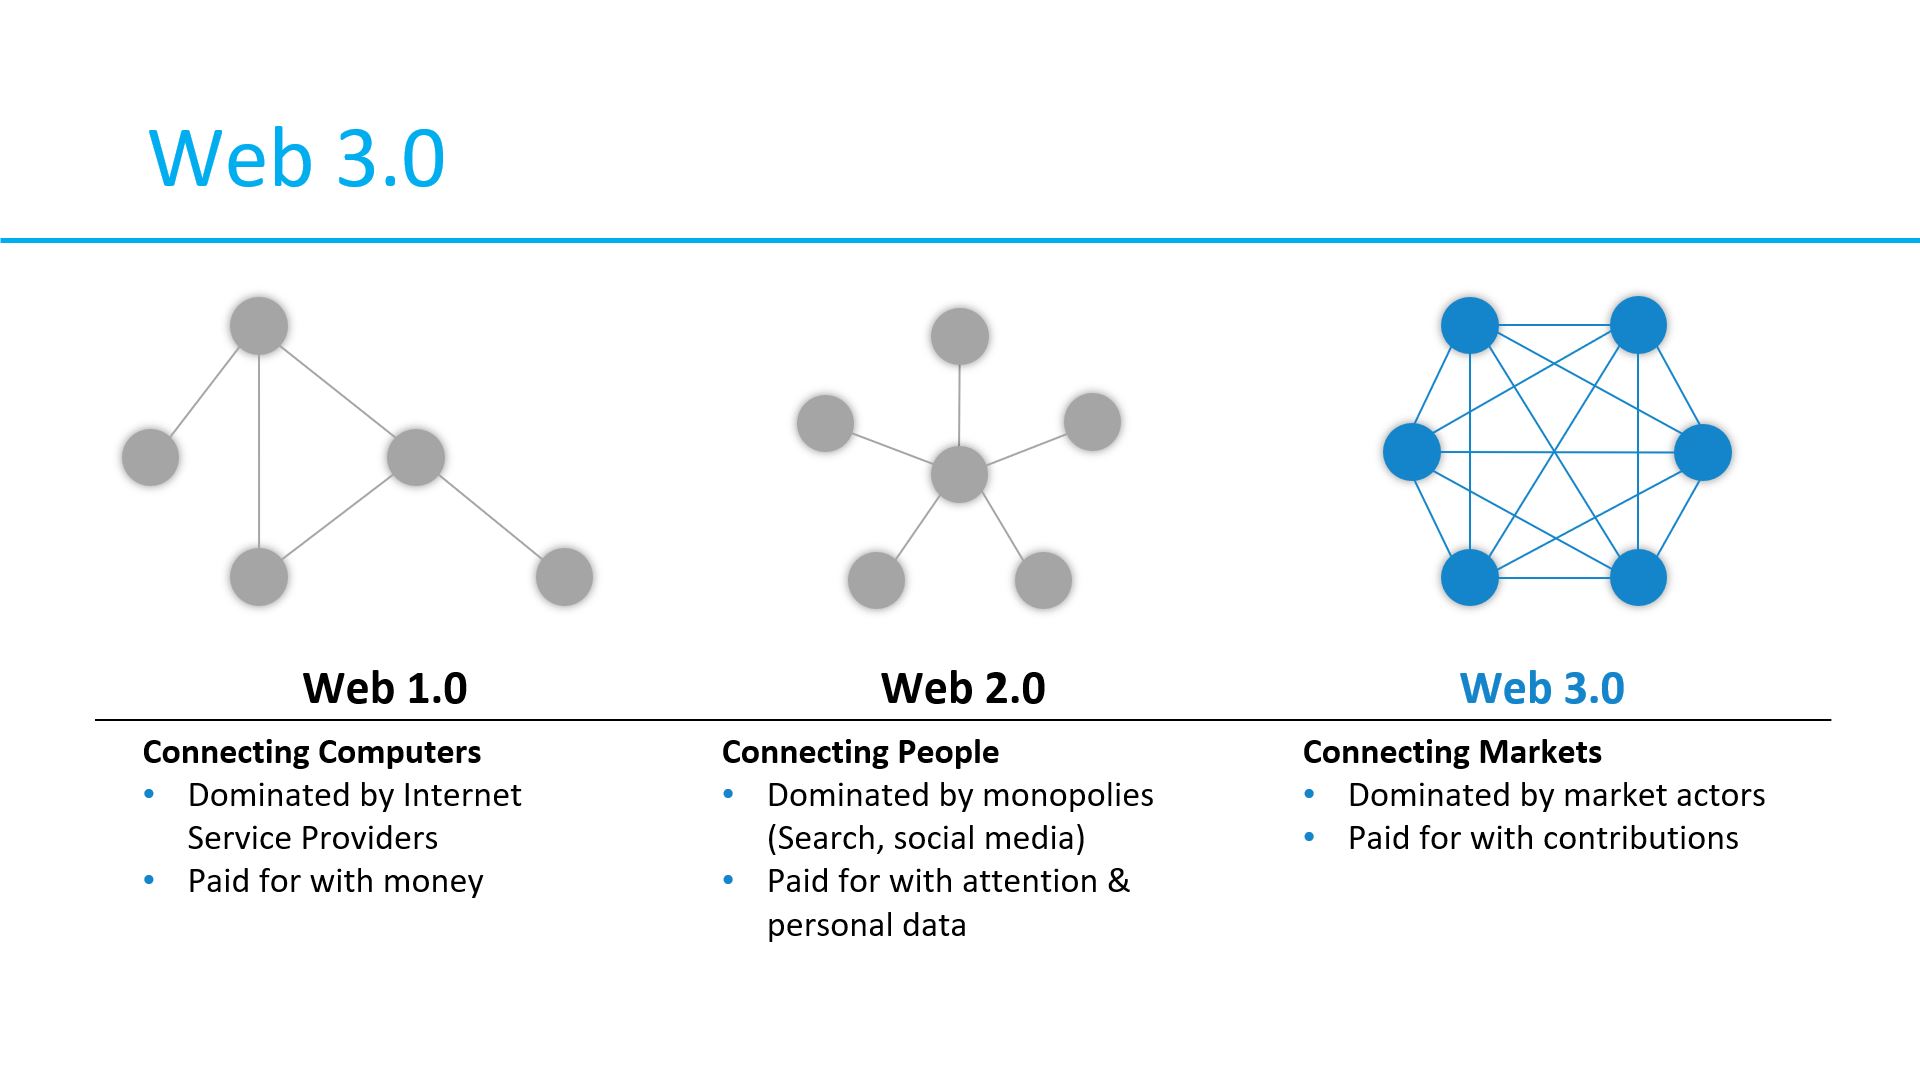 Web 3.0
Web 1.0
Connecting Computers
• Dominated by Internet
Service Providers
• Paid for with money
Web 2.0
Connecting People
• Dominated by monopolies
(Search, social media)
• Paid for with attention &
personal data
Web 3.0
Connecting Markets
• Dominated by market actors
• Paid for with contributions